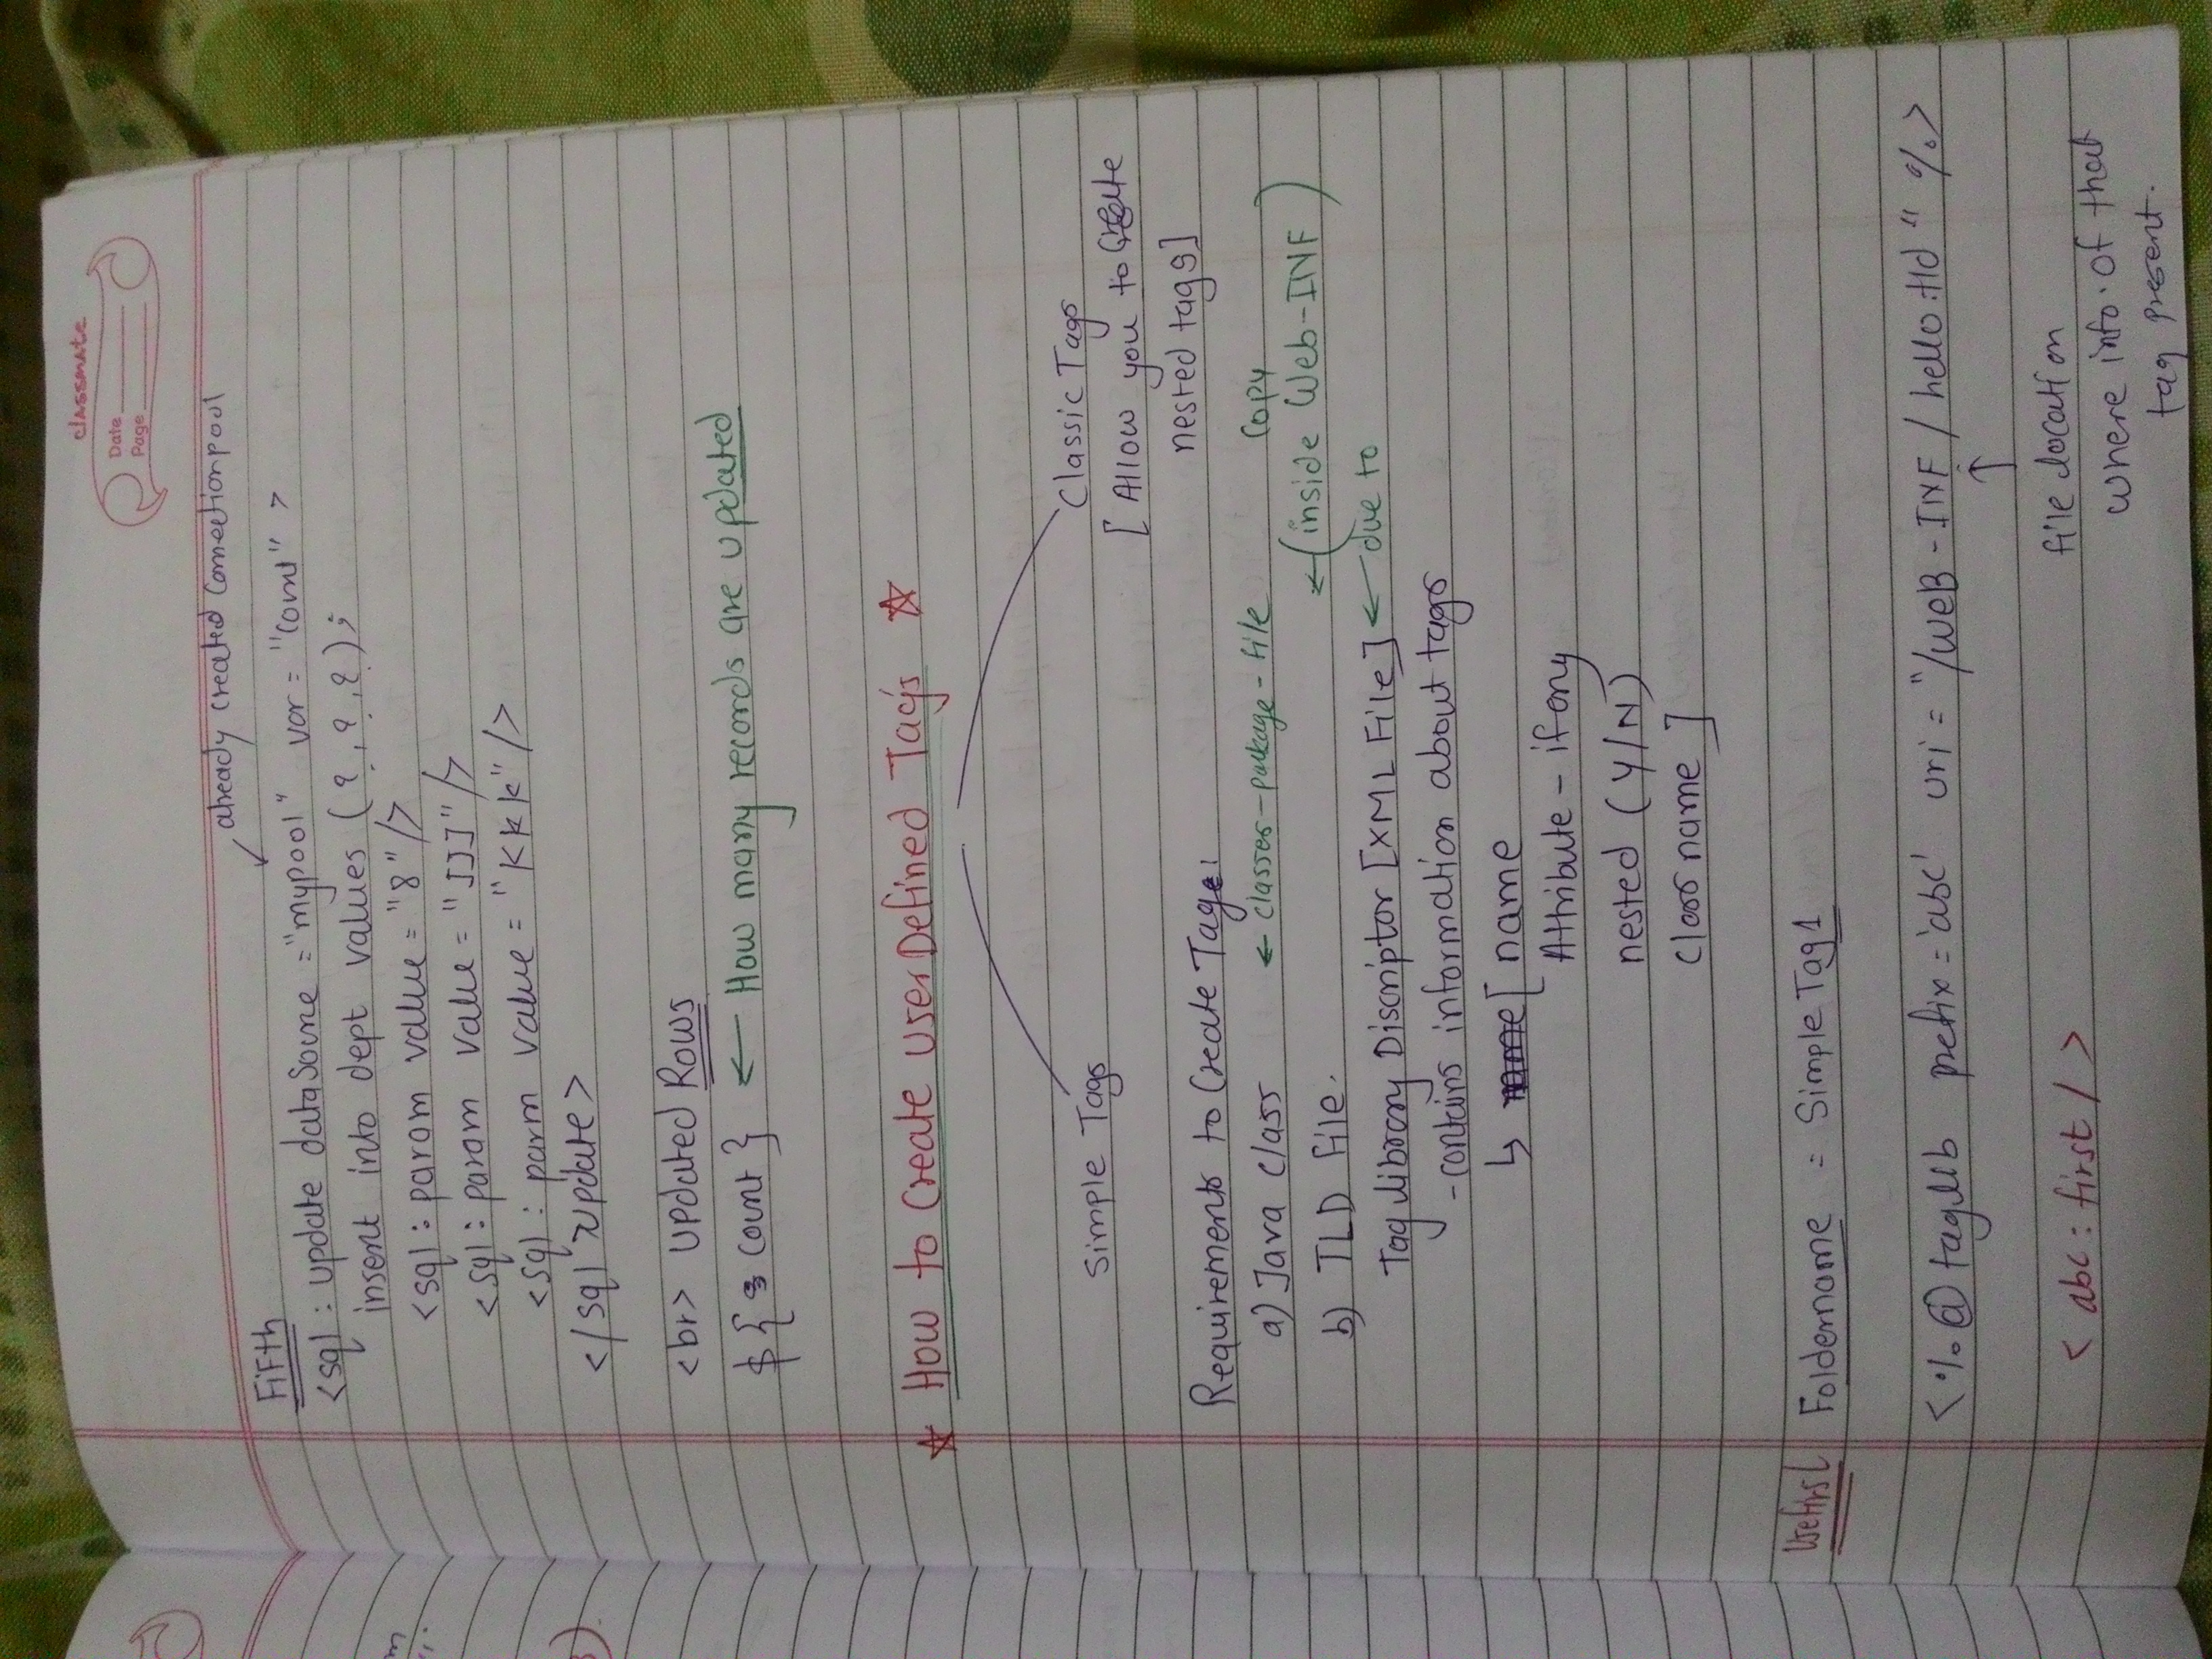 classmate
Date
Page
already created Connectionpool
Fifth
<sql : update dataSource = "mypool" var = "count" >
insert into dept values (?,?,?);
<sql : param value = "8"/>
<sql : param value = "JJJ"/>
<sql : parm value = "KKK"/>
</sql : update>
<br> Updated Rows
${ count } ← How many records are updated
☆ How to Create UserDefined Tag's ☆
Simple Tags
Classic Tags
[ Allow you to Create
nested tags]
Requirements to Create Tag:
a) Java class ← classes-package-file
Copy
b) TLD file. ← (inside Web-INF)
Tag library Discriptor [XML File] ← due to
- contains information about tags
↳ [ name
Attribute - if any
nested (Y/N)
Class name ]
Usefirst Foldername = SimpleTag1
<%@ taglib prefix = 'abc' uri = "/WEB-INF/hello.tld" %>
↑
< abc : first / >
file location
where info. of that
tag present.